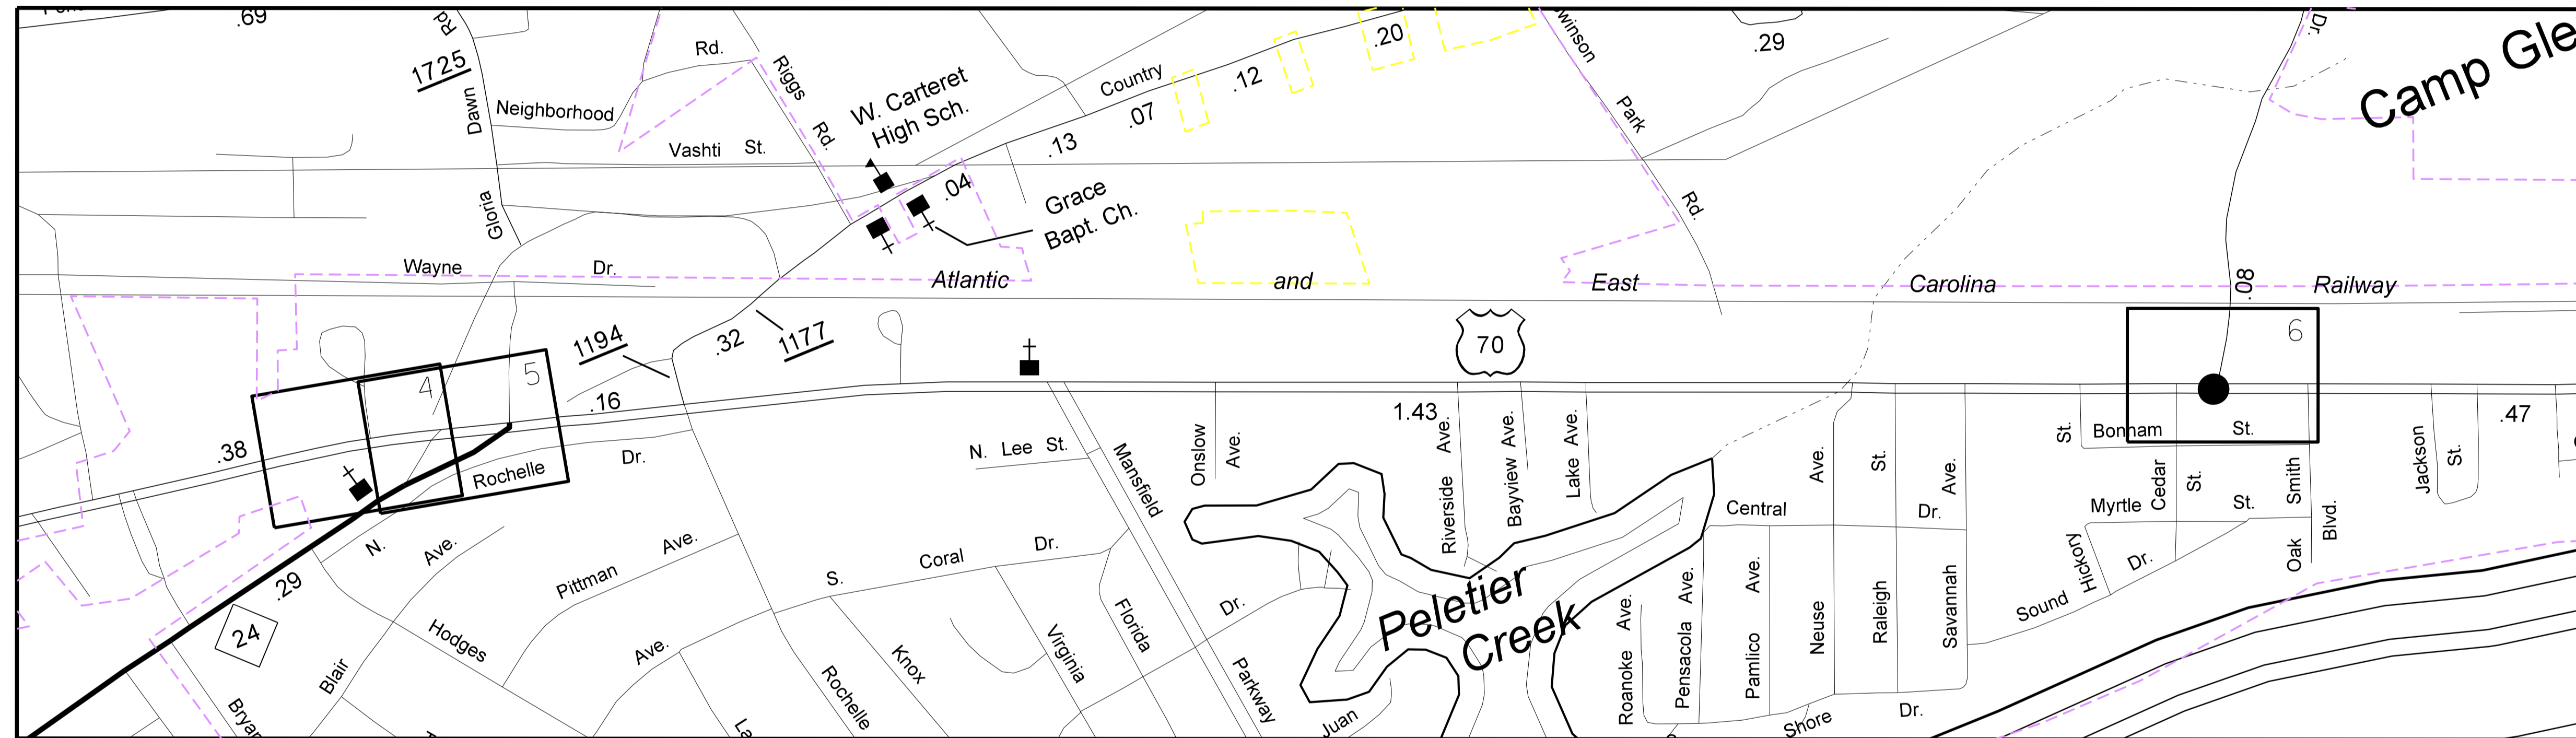 .69
Rd
1725
Dawn
Gloria
Neighborhood
Rd.
Vashti St.
Riggs
Rd.
W. Carteret
High Sch.
Country
.04
.13
.07
.12
.20
Grace
Bapt. Ch.
Park
Rd.
.29
Dr.
Camp Gle
Wayne Dr.
Atlantic and East Carolina Railway
.08
1194
.32
1177
70
4
5
6
.38
.16
1.43
.47
Rochelle Dr.
N. Lee St.
Mansfield
Parkway
Onslow
Ave.
Riverside Ave.
Bayview Ave.
Lake Ave.
St.
Bonham St.
Cedar
St.
Smith
Blvd.
Oak
Jackson
St.
Myrtle St.
Hickory
Sound Dr.
Central Dr.
Neuse Ave.
Raleigh St.
Savannah Ave.
Roanoke Ave.
Pensacola Ave.
Pamlico Ave.
Shore Dr.
Peletier
Creek
.29
24
N.
Ave.
Blair
Hodges
Pittman Ave.
Ave.
S. Coral Dr.
Knox
Rochelle
Virginia
Florida
Dr.
Juan